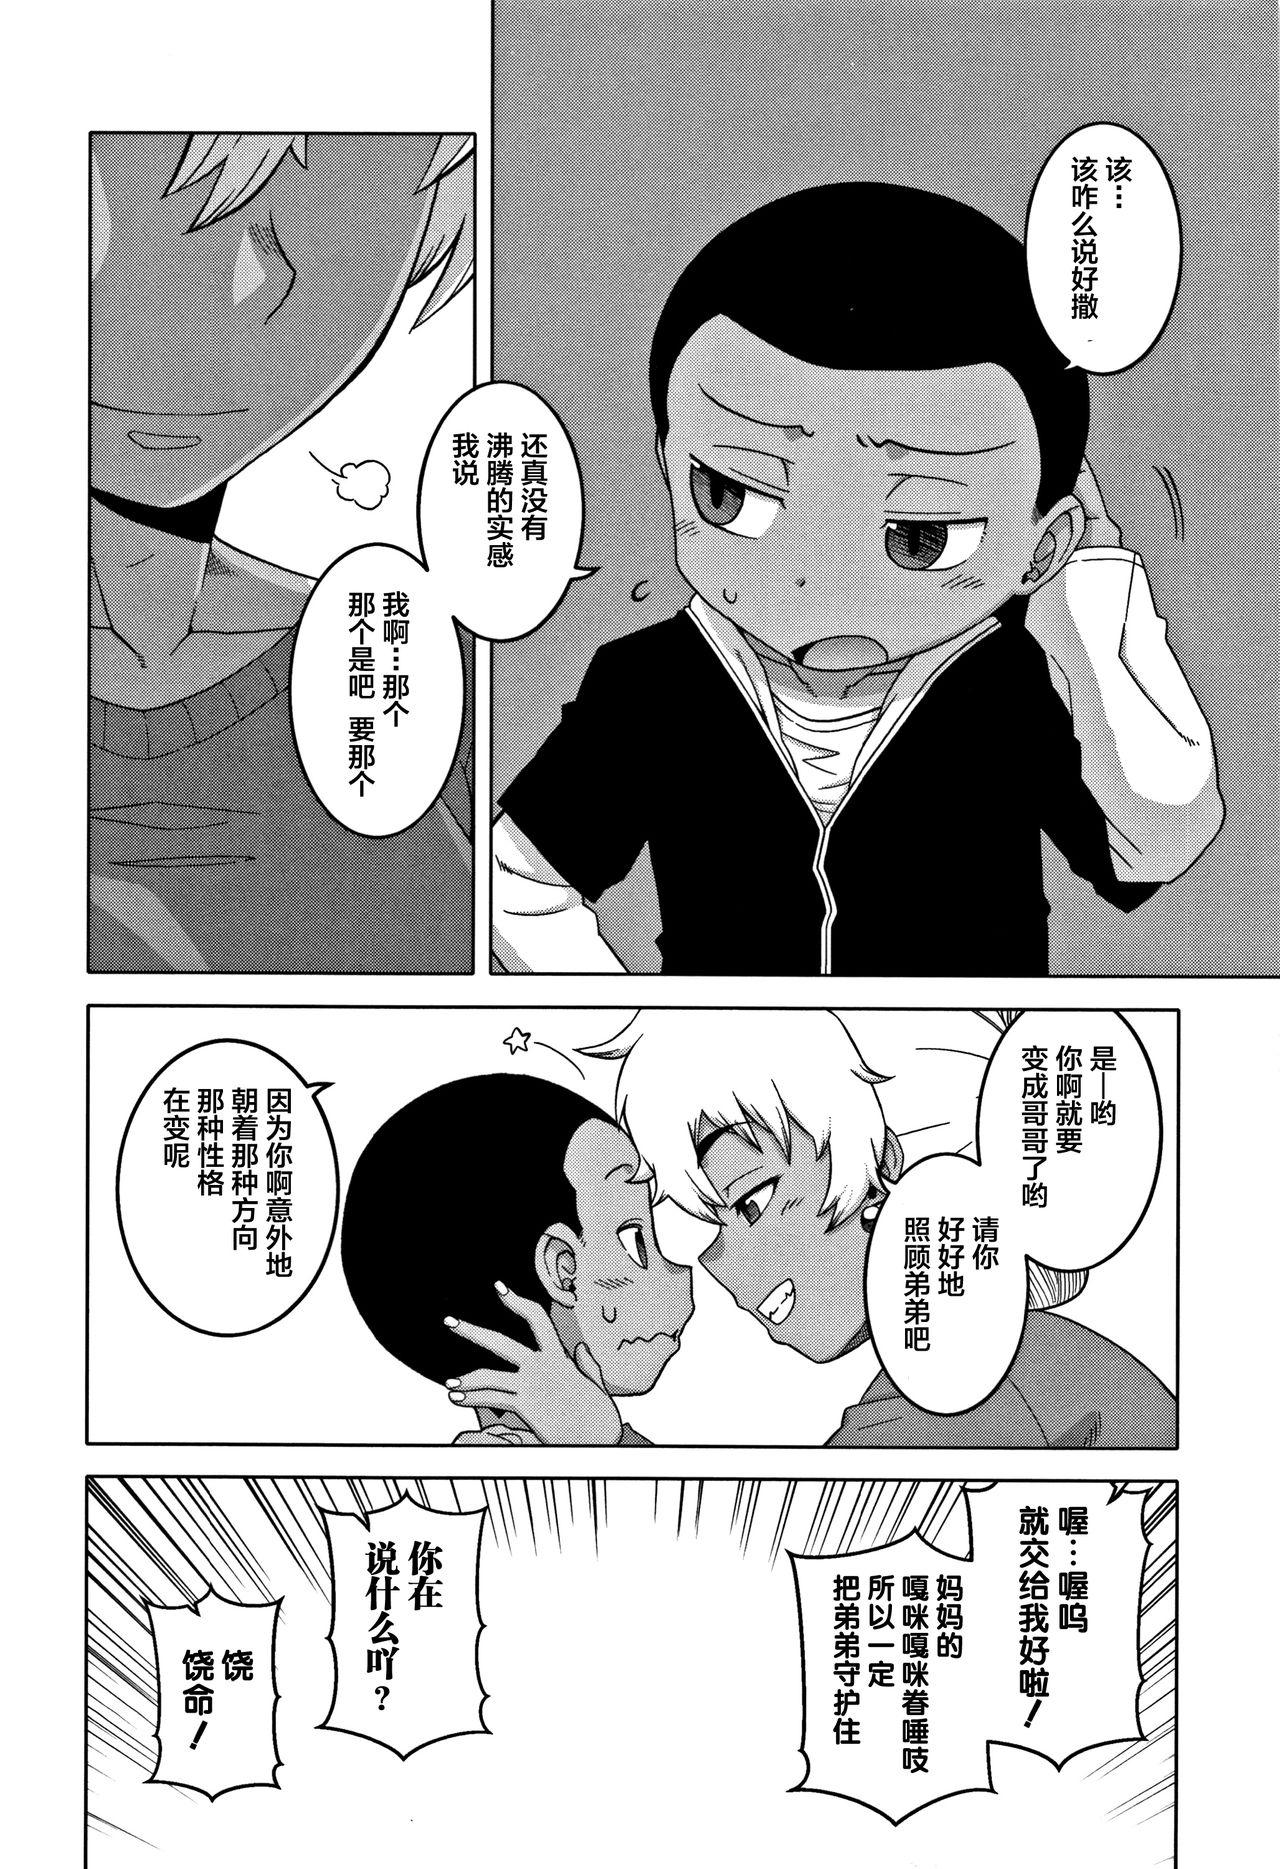 该…
该咋么说好撒
还真没有
沸腾的实感
我说
我啊…那个
那个是吧 要那个
是—哟
你啊就要
变成哥哥了哟
请你
好好地
照顾弟弟吧
因为你啊意外地
朝着那种方向
那种性格
在变呢
喔…喔呜
就交给我好啦！
妈妈的
嘎咪嘎咪眷唾吱
所以一定
把弟弟守护住
你在
说什么吖？
饶
饶命！